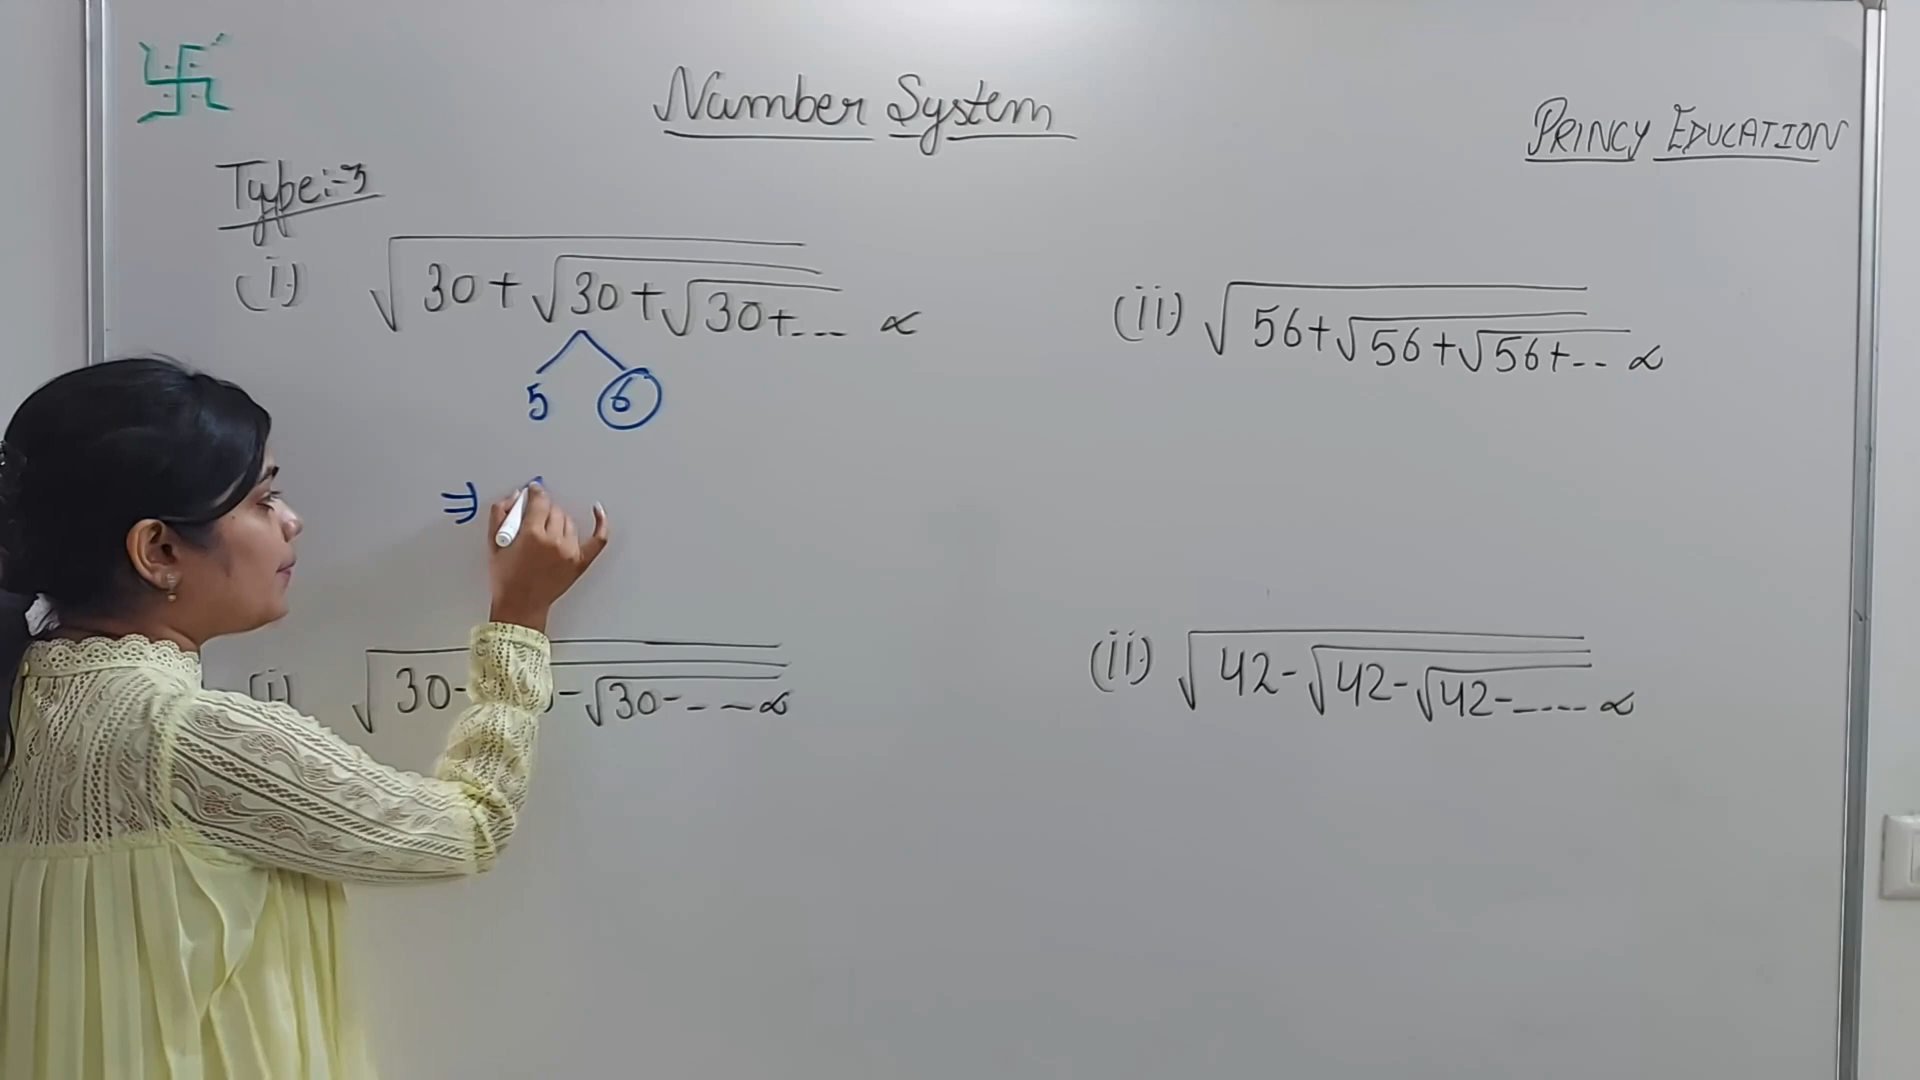 Number System
PRINCY EDUCATION
Type:-3
(i) √30+√30+√30+... ∝
(ii) √56+√56+√56+... ∝
5 6
⇒
(i) √30-
-√30-... ∝
(ii) √42-√42-√42-.... ∝